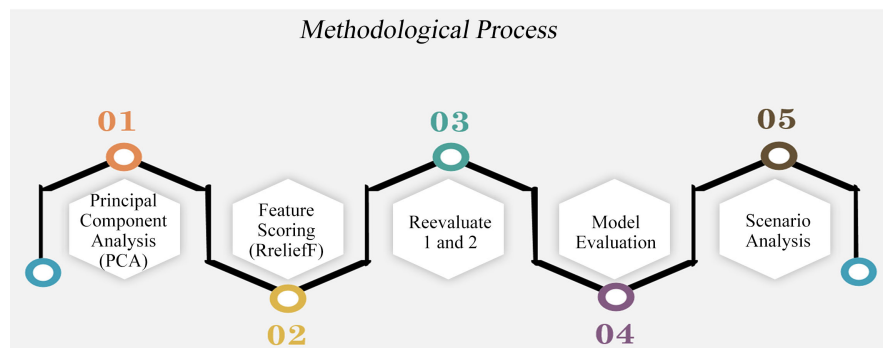 Methodological Process
01
Principal
Component
Analysis
(PCA)
02
Feature
Scoring
(RreliefF)
03
Reevaluate
1 and 2
04
Model
Evaluation
05
Scenario
Analysis